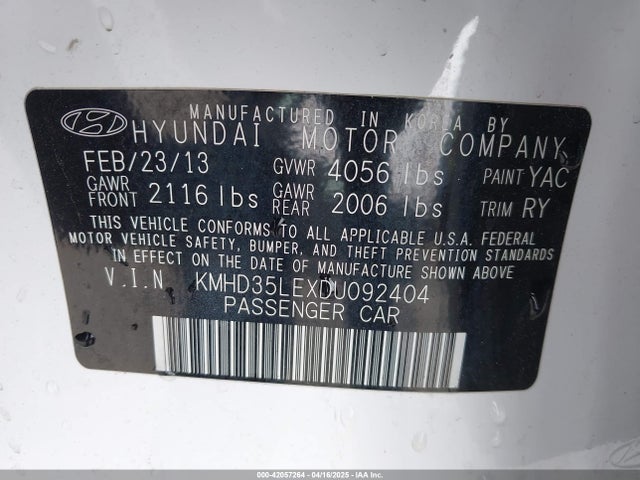 MANUFACTURED IN KOREA BY
HYUNDAI MOTOR COMPANY
FEB/23/13 GVWR 4056 lbs PAINT YAC
GAWR FRONT 2116 lbs GAWR REAR 2006 lbs TRIM RY
THIS VEHICLE CONFORMS TO ALL APPLICABLE U.S.A. FEDERAL
MOTOR VEHICLE SAFETY, BUMPER, AND THEFT PREVENTION STANDARDS
IN EFFECT ON THE DATE OF MANUFACTURE SHOWN ABOVE
V.I.N. KMHD35LEXDU092404
PASSENGER CAR
000-42057264 - 04/16/2025 - IAA Inc.